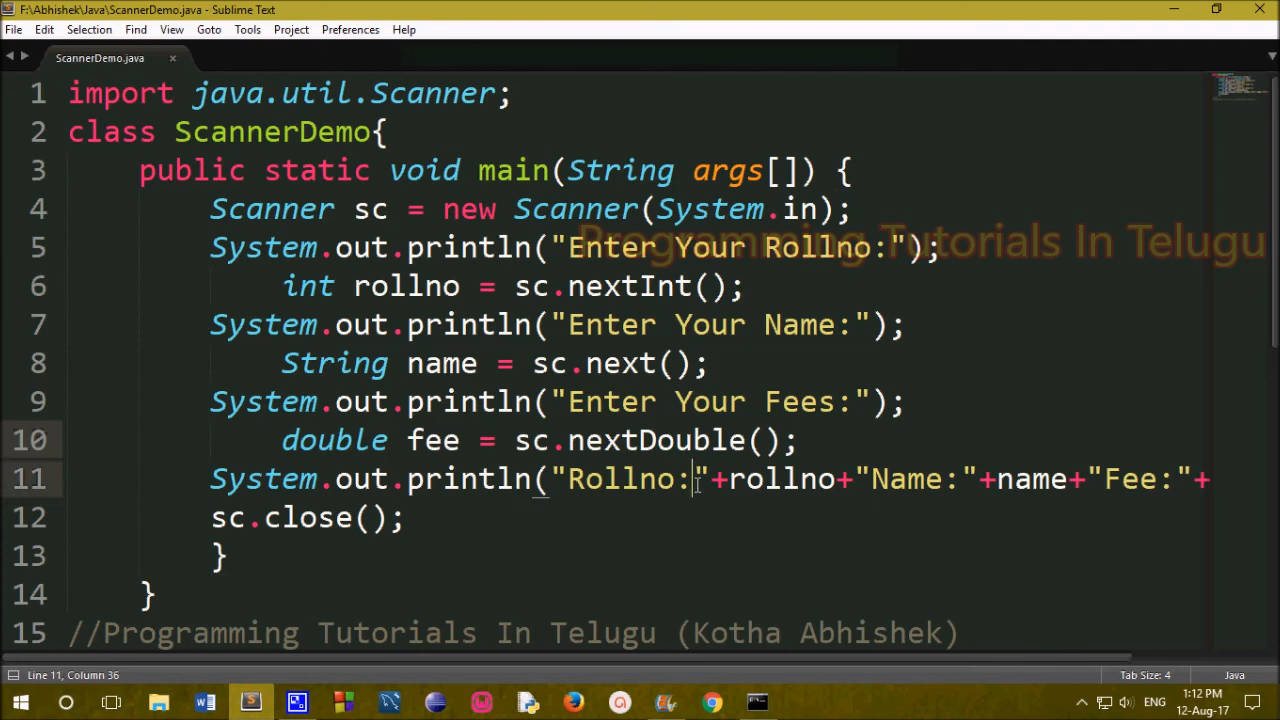 F:\Abhishek\Java\ScannerDemo.java - Sublime Text
File Edit Selection Find View Goto Tools Project Preferences Help
ScannerDemo.java ×
1 import java.util.Scanner;
2 class ScannerDemo{
3 public static void main(String args[]) {
4 Scanner sc = new Scanner(System.in);
Programming Tutorials In Telugu
5 System.out.println("Enter Your Rollno:");
6 int rollno = sc.nextInt();
7 System.out.println("Enter Your Name:");
8 String name = sc.next();
9 System.out.println("Enter Your Fees:");
10 double fee = sc.nextDouble();
11 System.out.println("Rollno:"+rollno+"Name:"+name+"Fee:"+
12 sc.close();
13 }
14 }
15 //Programming Tutorials In Telugu (Kotha Abhishek)
Line 11, Column 36 Tab Size: 4 Java
ENG 1:12 PM
12-Aug-17